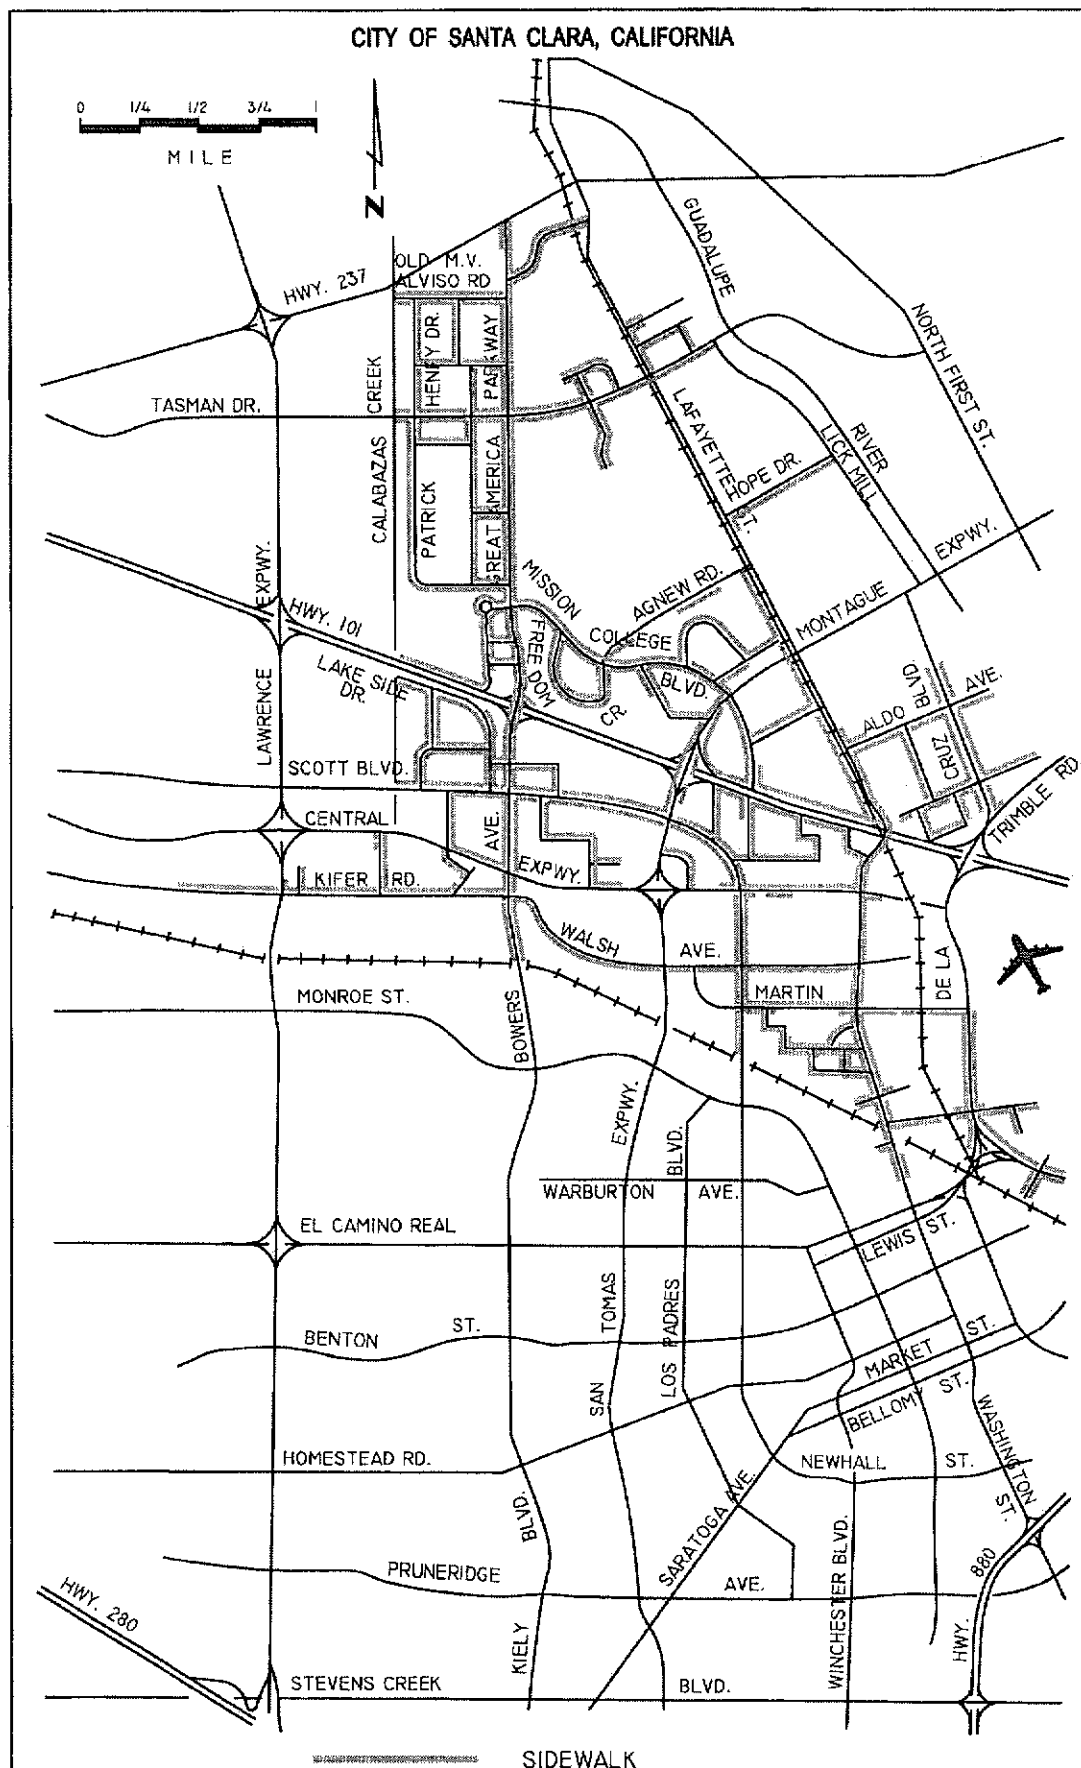 CITY OF SANTA CLARA, CALIFORNIA
0 1/4 1/2 3/4 1
MILE
N
GUADALUPE
RIVER
OLD M.V.
ALVISO RD
HWY. 237
NORTH FIRST ST.
HENRY DR.
PARKWAY
CALABAZAS CREEK
TASMAN DR.
LAFAYETTE ST.
LICK MILL
HOPE DR.
PATRICK
GREAT AMERICA
EXPWY.
MISSION
COLLEGE
BLVD.
AGNEW RD.
MONTAGUE
LAWRENCE EXPWY.
HWY. 101
FREE DOM
CR.
LAKE SIDE
DR.
ALDO AVE.
BLVD.
CRUZ
SCOTT BLVD.
TRIMBLE RD.
CENTRAL
AVE.
EXPWY.
KIFER RD.
WALSH AVE.
DE LA
MONROE ST.
MARTIN
BOWERS
EXPWY.
BLVD.
WARBURTON AVE.
EL CAMINO REAL
LEWIS ST.
TOMAS
PADRES
BENTON ST.
MARKET ST.
SAN
LOS
BELLOMY ST.
WASHINGTON
ST.
HOMESTEAD RD.
NEWHALL ST.
SARATOGA AVE.
BLVD.
WINCHESTER BLVD.
880
PRUNERIDGE AVE.
HWY. 280
KIELY
HWY.
STEVENS CREEK BLVD.
SIDEWALK